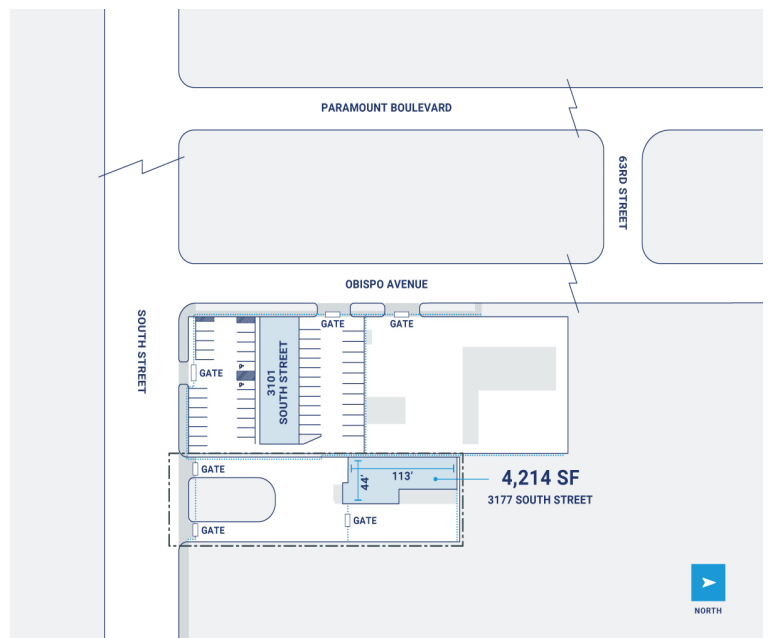 PARAMOUNT BOULEVARD
63RD STREET
OBISPO AVENUE
SOUTH STREET
GATE
GATE
GATE
3101
SOUTH STREET
GATE
GATE
GATE
44'
113'
4,214 SF
3177 SOUTH STREET
NORTH